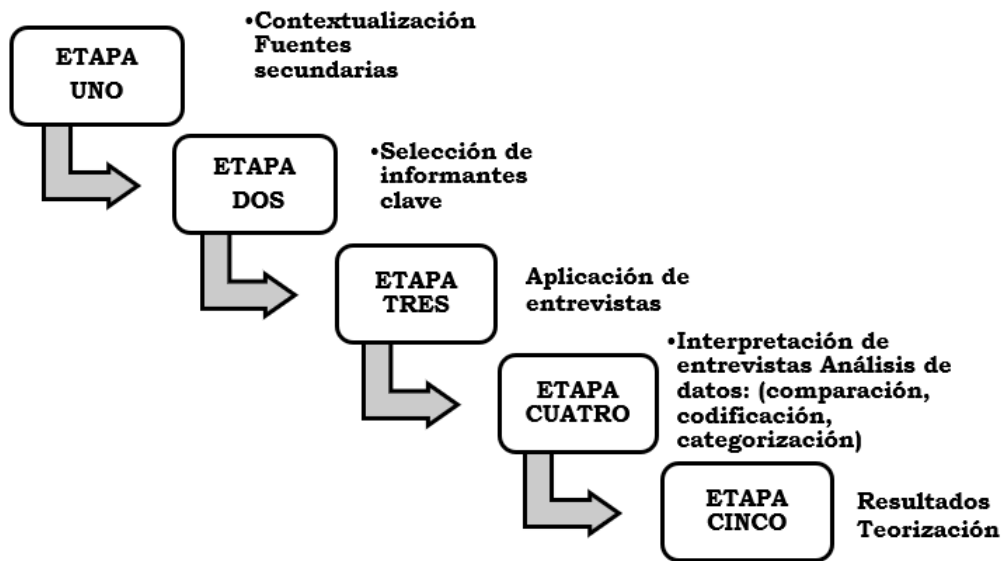 ETAPA
UNO
•Contextualización
Fuentes
secundarias
ETAPA
DOS
•Selección de
informantes
clave
ETAPA
TRES
Aplicación de
entrevistas
ETAPA
CUATRO
•Interpretación de
entrevistas Análisis de
datos: (comparación,
codificación,
categorización)
ETAPA
CINCO
Resultados
Teorización